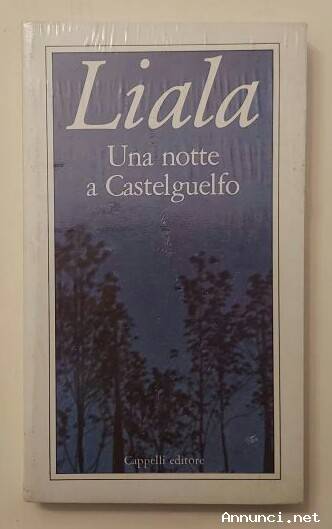 Liala
Una notte
a Castelguelfo
Cappelli editore
Annunci.net